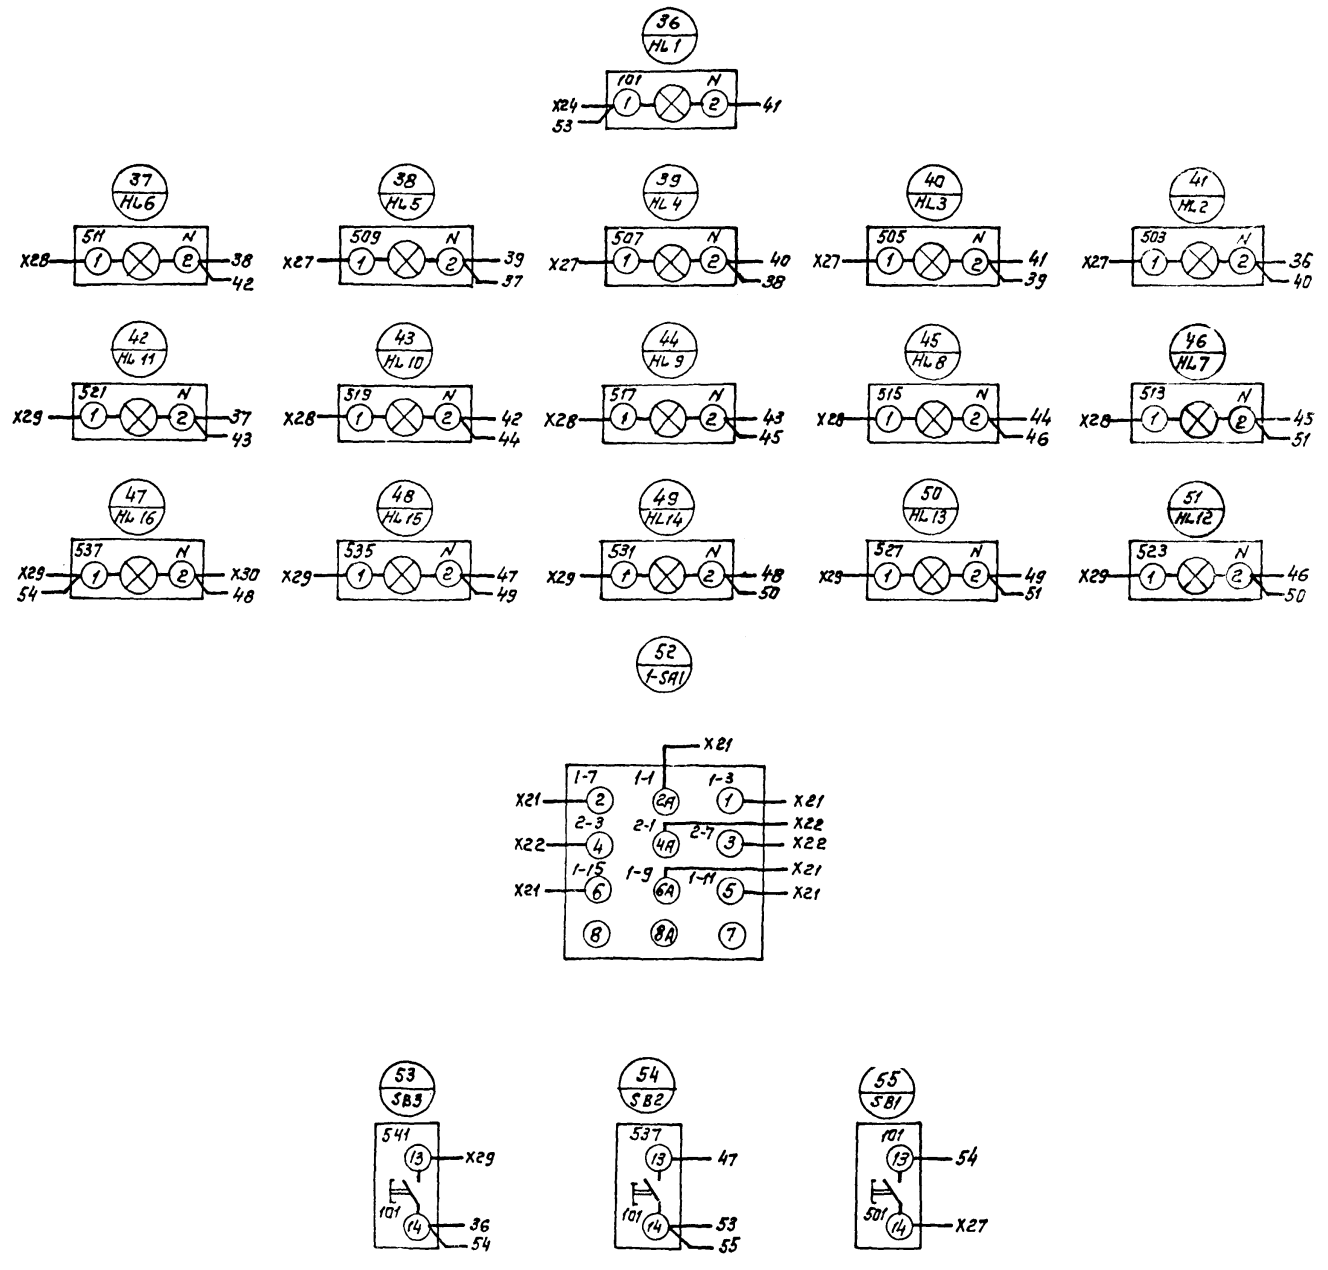 36
HL1
101 N
X24 1 2 41
53
37 38 39 40 41
HL6 HL5 HL4 HL3 HL2
511 N 509 N 507 N 505 N 503 N
X28 1 2 38 X27 1 2 39 X27 1 2 40 X27 1 2 41 X27 1 2 36
42 37 38 39 40
42 43 44 45 46
HL11 HL10 HL9 HL8 HL7
521 N 519 N 517 N 515 N 513 N
X29 1 2 37 X28 1 2 42 X28 1 2 43 X28 1 2 44 X28 1 2 45
43 44 45 46 51
47 48 49 50 51
HL16 HL15 HL14 HL13 HL12
537 N 535 N 531 N 527 N 523 N
X29 1 2 X30 X29 1 2 47 X29 1 2 48 X29 1 2 49 X29 1 2 46
54 48 49 50 51 50
52
1-SA1
X21
1-7 1-1 1-3
X21 2 2A 1 X21
2-3 2-1 2-7 X22
X22 4 4A 3 X22
1-15 1-9 1-11 X21
X21 6 6A 5 X21
8 8A 7
53 54 55
SB3 SB2 SB1
541 537 101
13 X29 13 47 13 54
101 101 501
14 36 14 53 14 X27
54 55